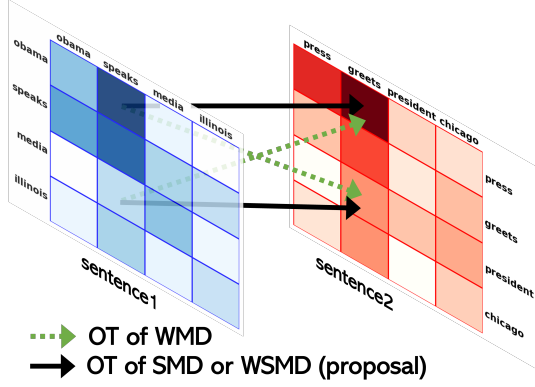 obama
speaks
media
illinois
obama
speaks
media
illinois
sentence1
press
greets
president
chicago
press
greets
president
chicago
sentence2
OT of WMD
OT of SMD or WSMD (proposal)